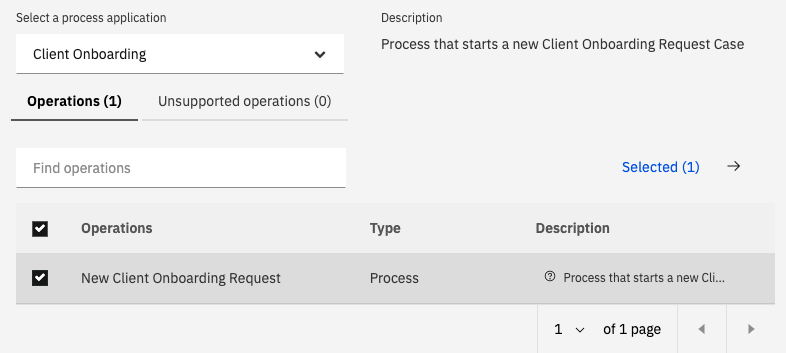 Select a process application
Description
Client Onboarding
Process that starts a new Client Onboarding Request Case
Operations (1)
Unsupported operations (0)
Find operations
Selected (1)
Operations
Type
Description
New Client Onboarding Request
Process
Process that starts a new Cli...
1
of 1 page